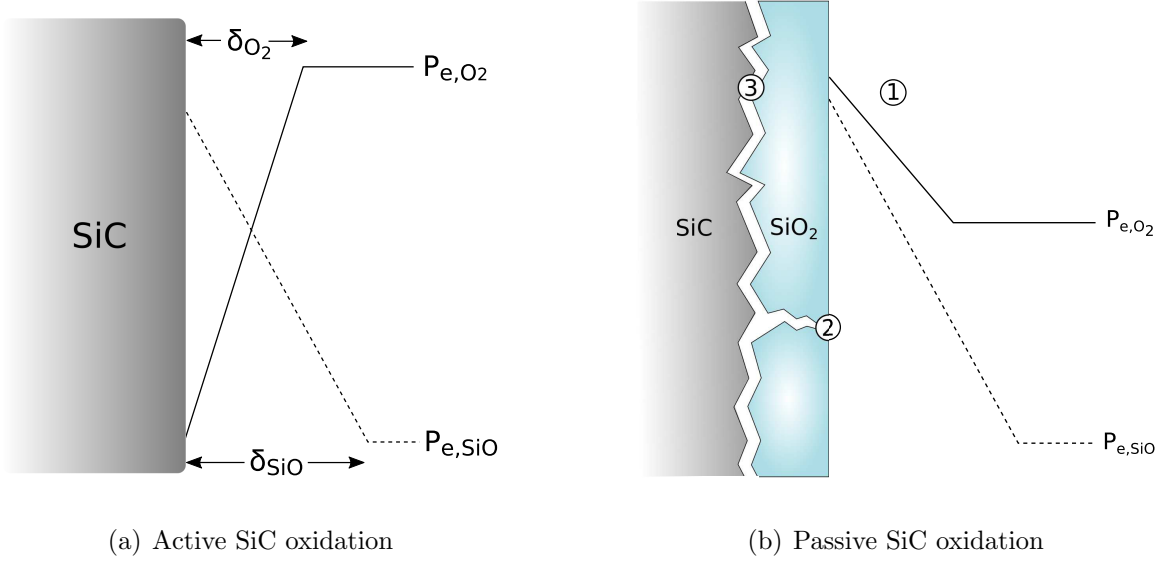 δO₂
Pe,O₂
SiC
Pe,SiO
δSiO
(a) Active SiC oxidation
3
1
SiC
SiO₂
Pe,O₂
2
Pe,SiO
(b) Passive SiC oxidation